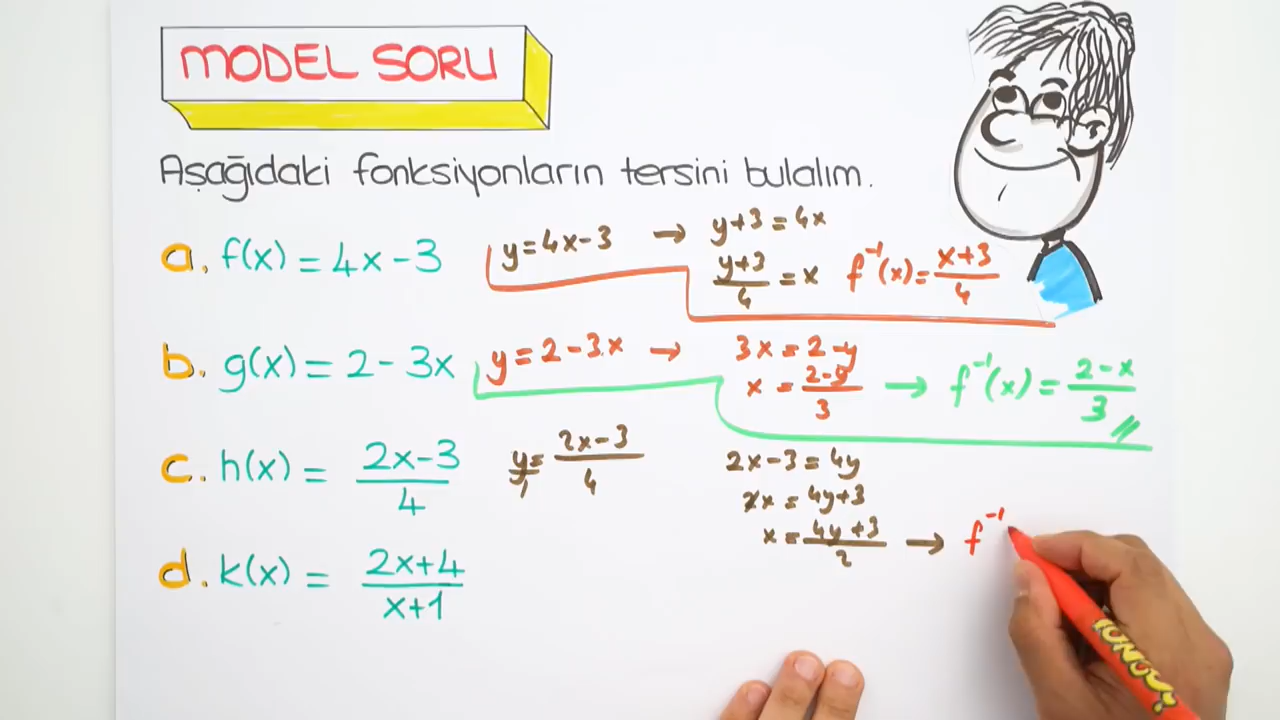 MODEL SORU
Aşağıdaki fonksiyonların tersini bulalım.
a. f(x) = 4x - 3
y = 4x - 3 → y + 3 = 4x
y+3/4 = x
f⁻¹(x) = x+3/4
b. g(x) = 2 - 3x
y = 2 - 3x → 3x = 2 - y
x = 2-y/3 → f⁻¹(x) = 2-x/3
c. h(x) = 2x-3/4
y/1 = 2x-3/4
2x - 3 = 4y
2x = 4y + 3
x = 4y+3/2 → f⁻¹
d. k(x) = 2x+4/x+1